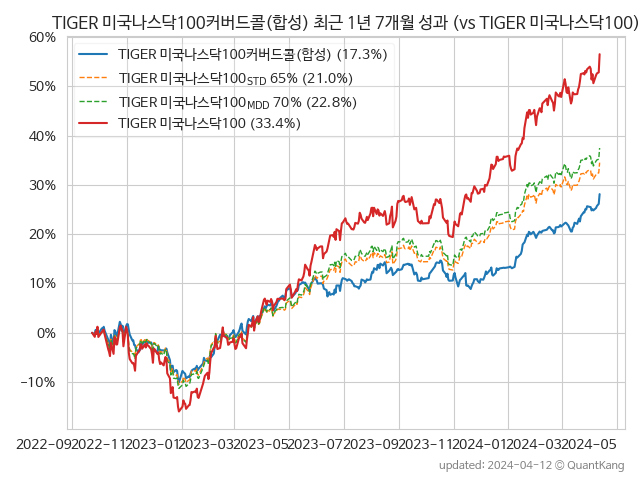 TIGER 미국나스닥100커버드콜(합성) 최근 1년 7개월 성과 (vs TIGER 미국나스닥100)
60%
TIGER 미국나스닥100커버드콜(합성) (17.3%)
TIGER 미국나스닥100STD 65% (21.0%)
TIGER 미국나스닥100MDD 70% (22.8%)
TIGER 미국나스닥100 (33.4%)
50%
40%
30%
20%
10%
0%
−10%
2022−09 2022−11 2023−01 2023−03 2023−05 2023−07 2023−09 2023−11 2024−01 2024−03 2024−05
updated: 2024-04-12 © QuantKang